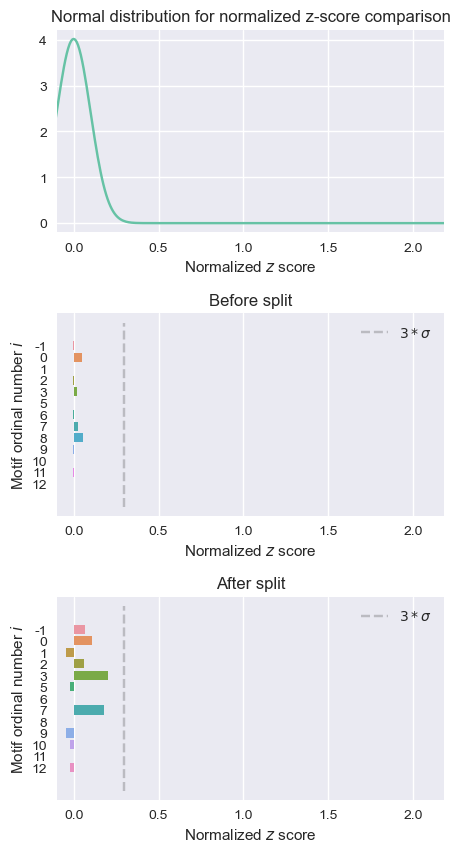 Normal distribution for normalized z-score comparison
4
3
2
1
0
0.0 0.5 1.0 1.5 2.0
Normalized z score
Before split
Motif ordinal number i
-1
0
1
2
3
5
6
7
8
9
10
11
12
3 * σ
0.0 0.5 1.0 1.5 2.0
Normalized z score
After split
Motif ordinal number i
-1
0
1
2
3
5
6
7
8
9
10
11
12
3 * σ
0.0 0.5 1.0 1.5 2.0
Normalized z score